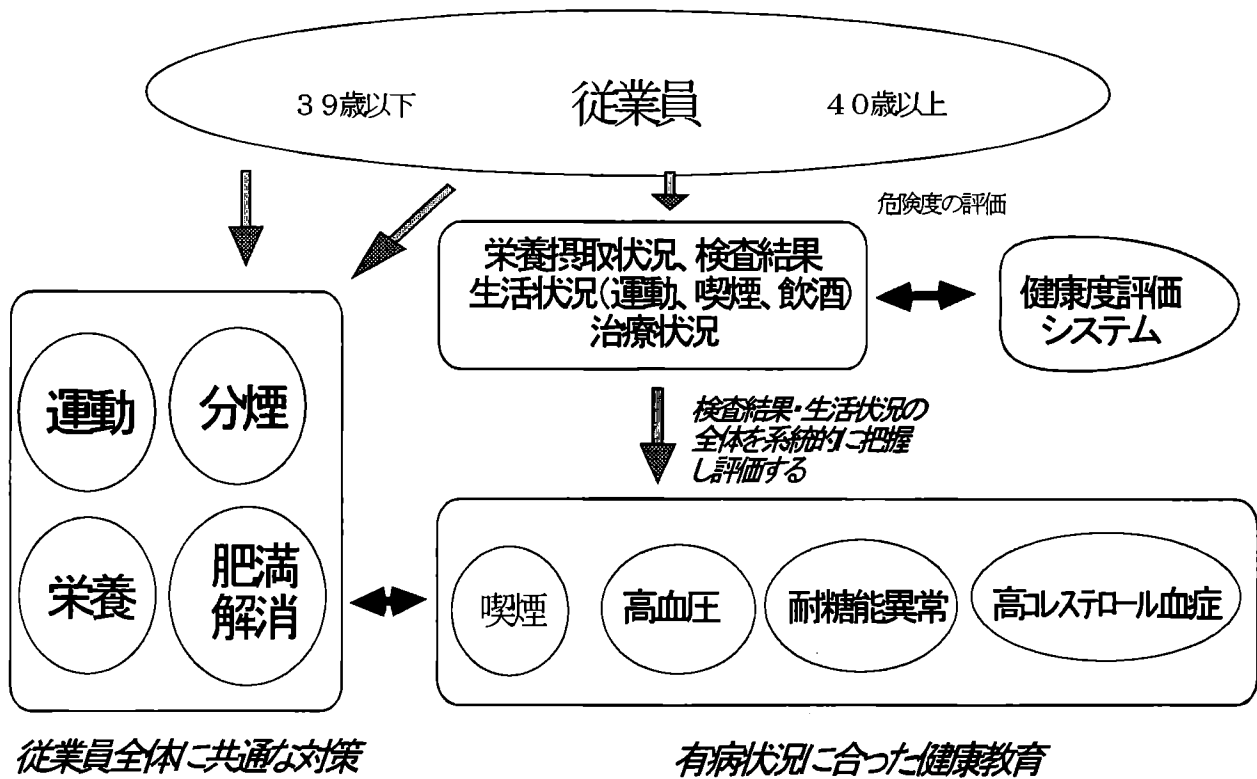 39歳以下 従業員 40歳以上
危険度の評価
栄養摂取状況、検査結果
生活状況(運動、喫煙、飲酒)
治療状況
健康度評価
システム
検査結果・生活状況の
全体を系統的に把握
し評価する
運動 分煙
栄養 肥満
解消
喫煙 高血圧 耐糖能異常 高コレステロール血症
従業員全体に共通な対策
有病状況に合った健康教育